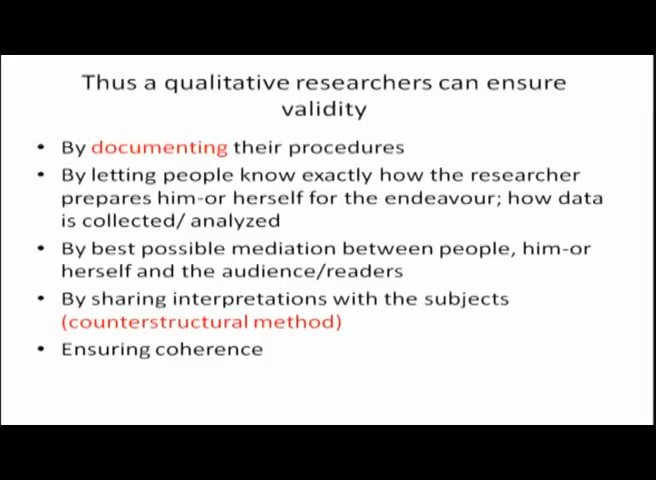 Thus a qualitative researchers can ensure
validity
• By documenting their procedures
• By letting people know exactly how the researcher
prepares him-or herself for the endeavour; how data
is collected/ analyzed
• By best possible mediation between people, him-or
herself and the audience/readers
• By sharing interpretations with the subjects
(counterstructural method)
• Ensuring coherence